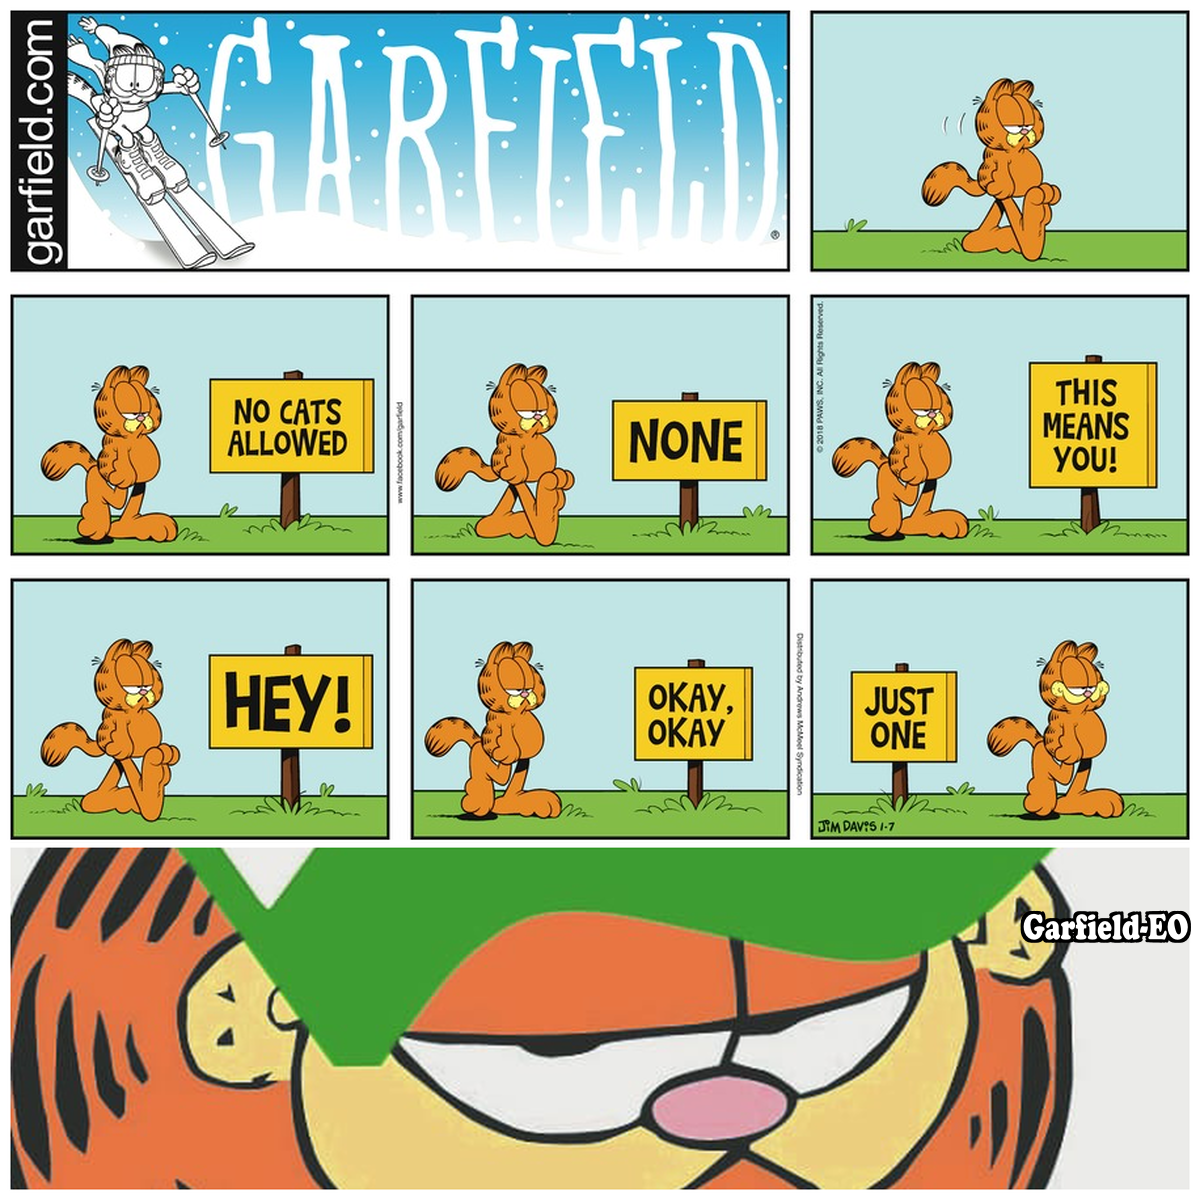 garfield.com
GARFIELD
®
NO CATS
ALLOWED
www.facebook.com/garfield
NONE
© 2018 PAWS, INC. All Rights Reserved.
THIS
MEANS
YOU!
HEY!
OKAY,
OKAY
Distributed by Andrews McMeel Syndication
JUST
ONE
JIM DAVIS 1-7
Garfield-EO